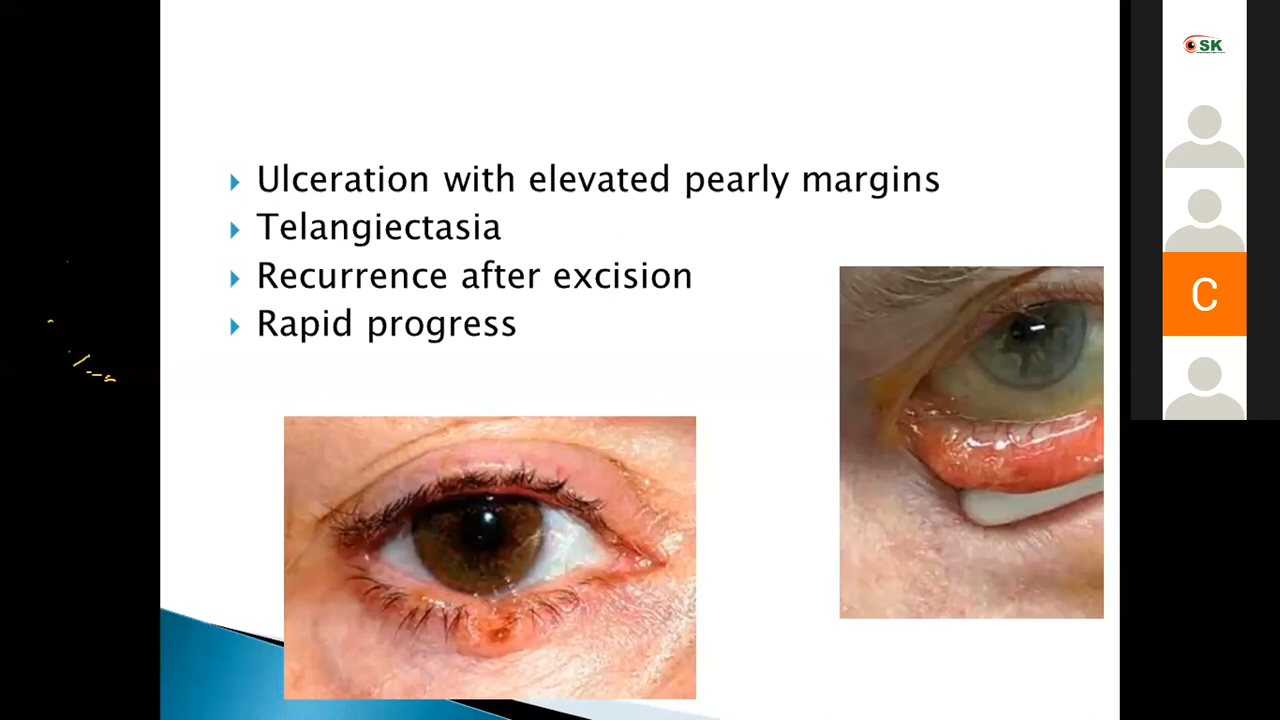 Ulceration with elevated pearly margins
Telangiectasia
Recurrence after excision
Rapid progress
SK
C